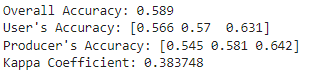 Overall Accuracy: 0.589
User's Accuracy: [0.566 0.57  0.631]
Producer's Accuracy: [0.545 0.581 0.642]
Kappa Coefficient: 0.383748